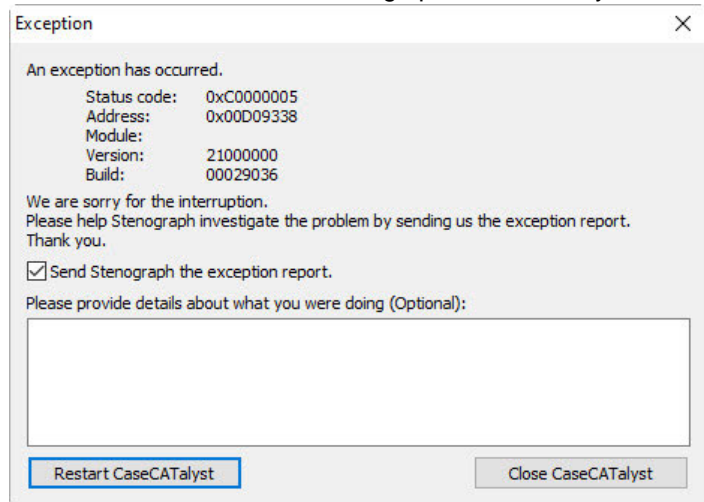 Exception
An exception has occurred.
Status code: 0xC0000005
Address: 0x00D09338
Module:
Version: 21000000
Build: 00029036
We are sorry for the interruption.
Please help Stenograph investigate the problem by sending us the exception report.
Thank you.
Send Stenograph the exception report.
Please provide details about what you were doing (Optional):
Restart CaseCATalyst
Close CaseCATalyst